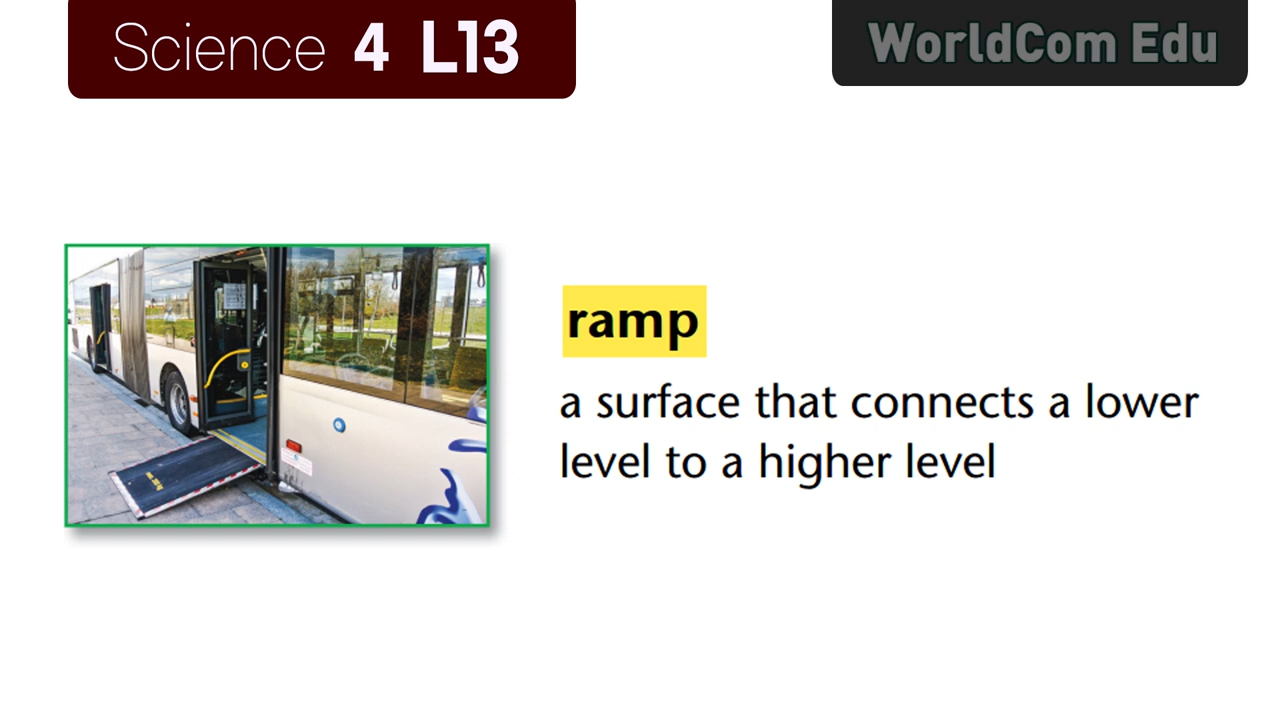 Science 4 L13
WorldCom Edu
ramp
a surface that connects a lower
level to a higher level